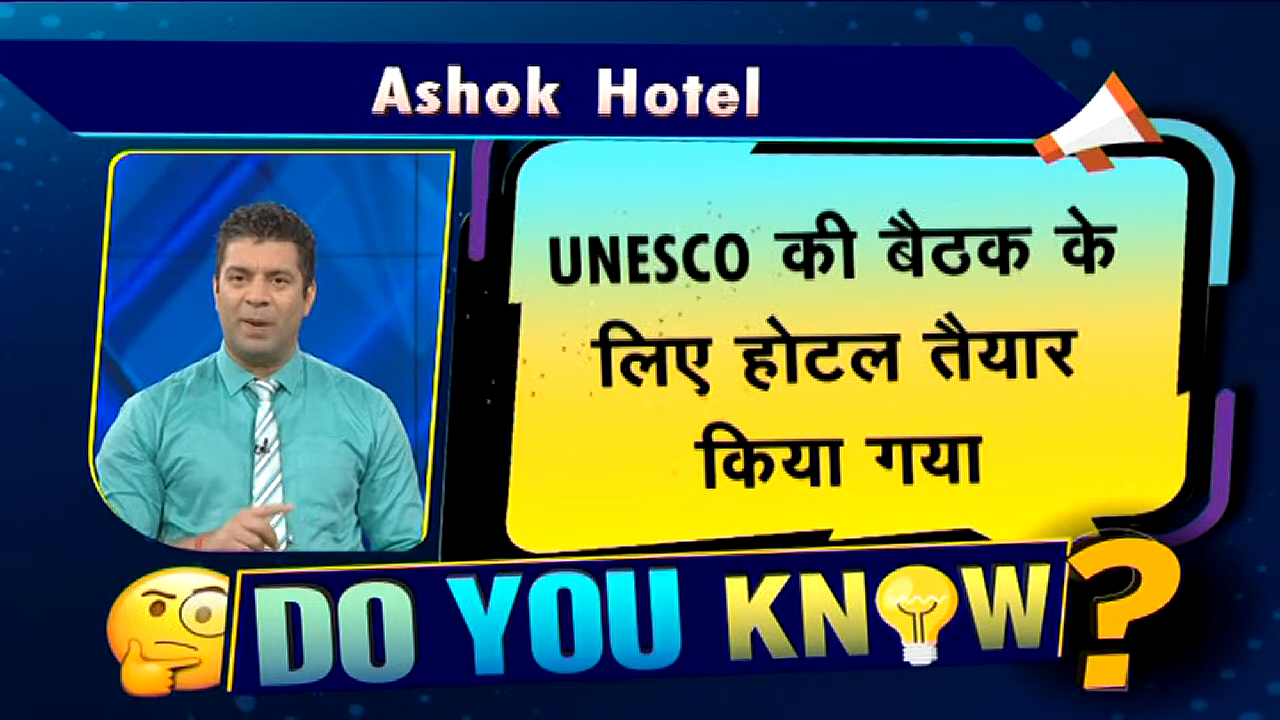 Ashok Hotel
UNESCO की बैठक के
लिए होटल तैयार
किया गया
DO YOU KNOW?